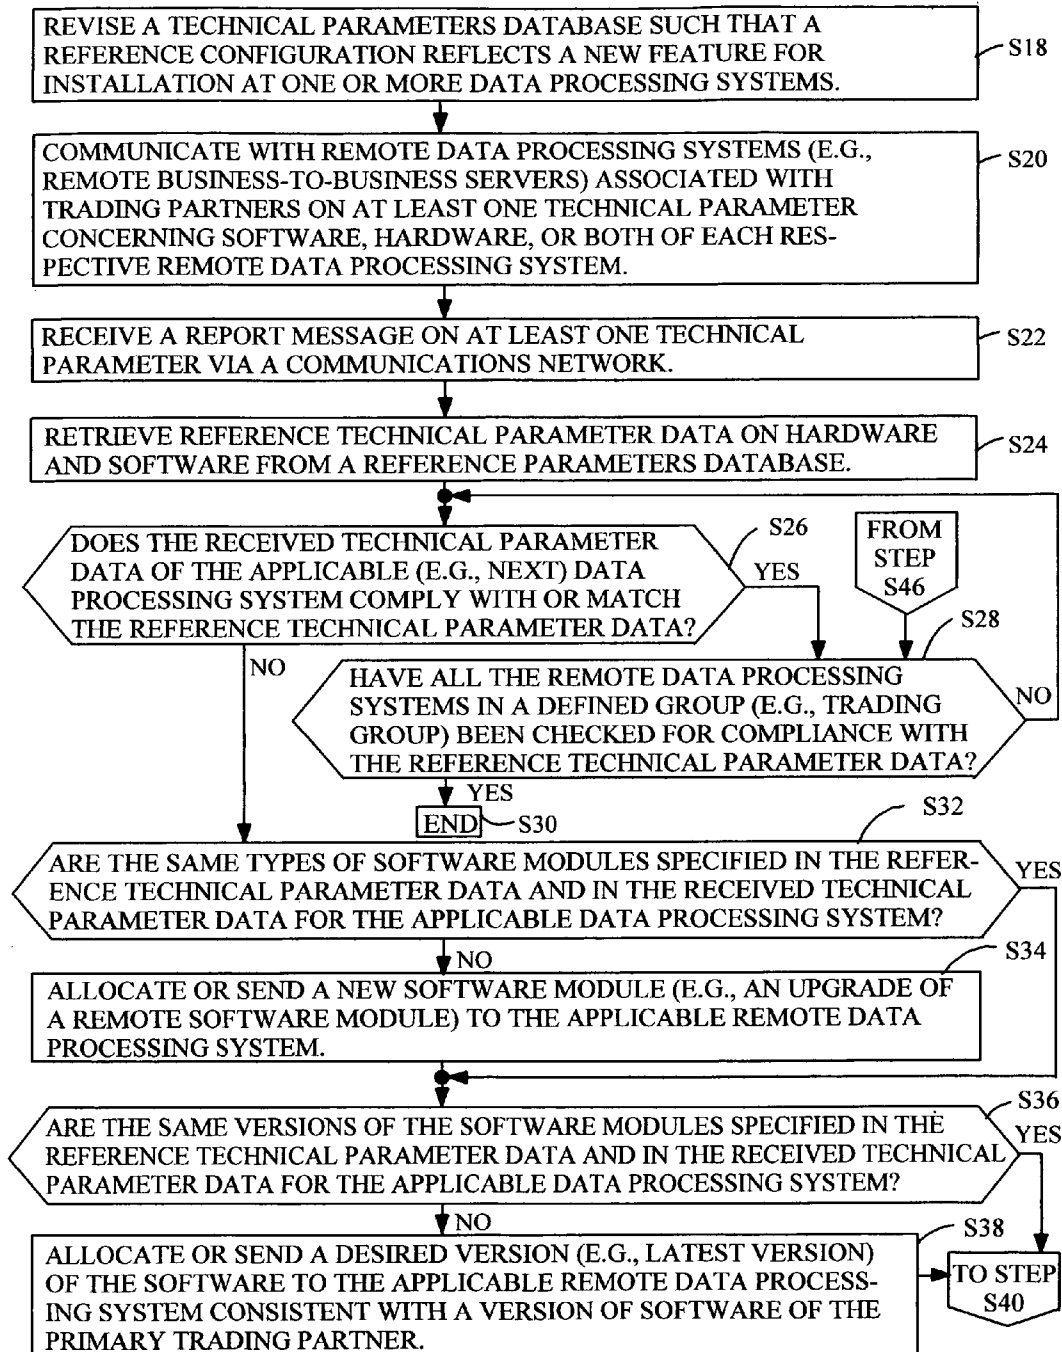 REVISE A TECHNICAL PARAMETERS DATABASE SUCH THAT A
REFERENCE CONFIGURATION REFLECTS A NEW FEATURE FOR
INSTALLATION AT ONE OR MORE DATA PROCESSING SYSTEMS.
S18
COMMUNICATE WITH REMOTE DATA PROCESSING SYSTEMS (E.G.,
REMOTE BUSINESS-TO-BUSINESS SERVERS) ASSOCIATED WITH
TRADING PARTNERS ON AT LEAST ONE TECHNICAL PARAMETER
CONCERNING SOFTWARE, HARDWARE, OR BOTH OF EACH RES-
PECTIVE REMOTE DATA PROCESSING SYSTEM.
S20
RECEIVE A REPORT MESSAGE ON AT LEAST ONE TECHNICAL
PARAMETER VIA A COMMUNICATIONS NETWORK.
S22
RETRIEVE REFERENCE TECHNICAL PARAMETER DATA ON HARDWARE
AND SOFTWARE FROM A REFERENCE PARAMETERS DATABASE.
S24
DOES THE RECEIVED TECHNICAL PARAMETER
DATA OF THE APPLICABLE (E.G., NEXT) DATA
PROCESSING SYSTEM COMPLY WITH OR MATCH
THE REFERENCE TECHNICAL PARAMETER DATA?
S26
YES
NO
FROM
STEP
S46
S28
HAVE ALL THE REMOTE DATA PROCESSING
SYSTEMS IN A DEFINED GROUP (E.G., TRADING
GROUP) BEEN CHECKED FOR COMPLIANCE WITH
THE REFERENCE TECHNICAL PARAMETER DATA?
NO
YES
END
S30
S32
ARE THE SAME TYPES OF SOFTWARE MODULES SPECIFIED IN THE REFER-
ENCE TECHNICAL PARAMETER DATA AND IN THE RECEIVED TECHNICAL
PARAMETER DATA FOR THE APPLICABLE DATA PROCESSING SYSTEM?
YES
NO
S34
ALLOCATE OR SEND A NEW SOFTWARE MODULE (E.G., AN UPGRADE OF
A REMOTE SOFTWARE MODULE) TO THE APPLICABLE REMOTE DATA
PROCESSING SYSTEM.
S36
ARE THE SAME VERSIONS OF THE SOFTWARE MODULES SPECIFIED IN THE
REFERENCE TECHNICAL PARAMETER DATA AND IN THE RECEIVED TECHNICAL
PARAMETER DATA FOR THE APPLICABLE DATA PROCESSING SYSTEM?
YES
NO
S38
ALLOCATE OR SEND A DESIRED VERSION (E.G., LATEST VERSION)
OF THE SOFTWARE TO THE APPLICABLE REMOTE DATA PROCESS-
ING SYSTEM CONSISTENT WITH A VERSION OF SOFTWARE OF THE
PRIMARY TRADING PARTNER.
TO STEP
S40